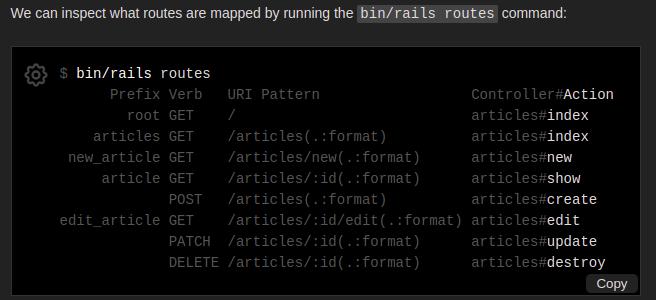 We can inspect what routes are mapped by running the bin/rails routes command:
$ bin/rails routes
      Prefix Verb   URI Pattern                  Controller#Action
        root GET    /                            articles#index
    articles GET    /articles(.:format)          articles#index
 new_article GET    /articles/new(.:format)      articles#new
     article GET    /articles/:id(.:format)      articles#show
             POST   /articles(.:format)          articles#create
edit_article GET    /articles/:id/edit(.:format) articles#edit
             PATCH  /articles/:id(.:format)      articles#update
             DELETE /articles/:id(.:format)      articles#destroy
Copy